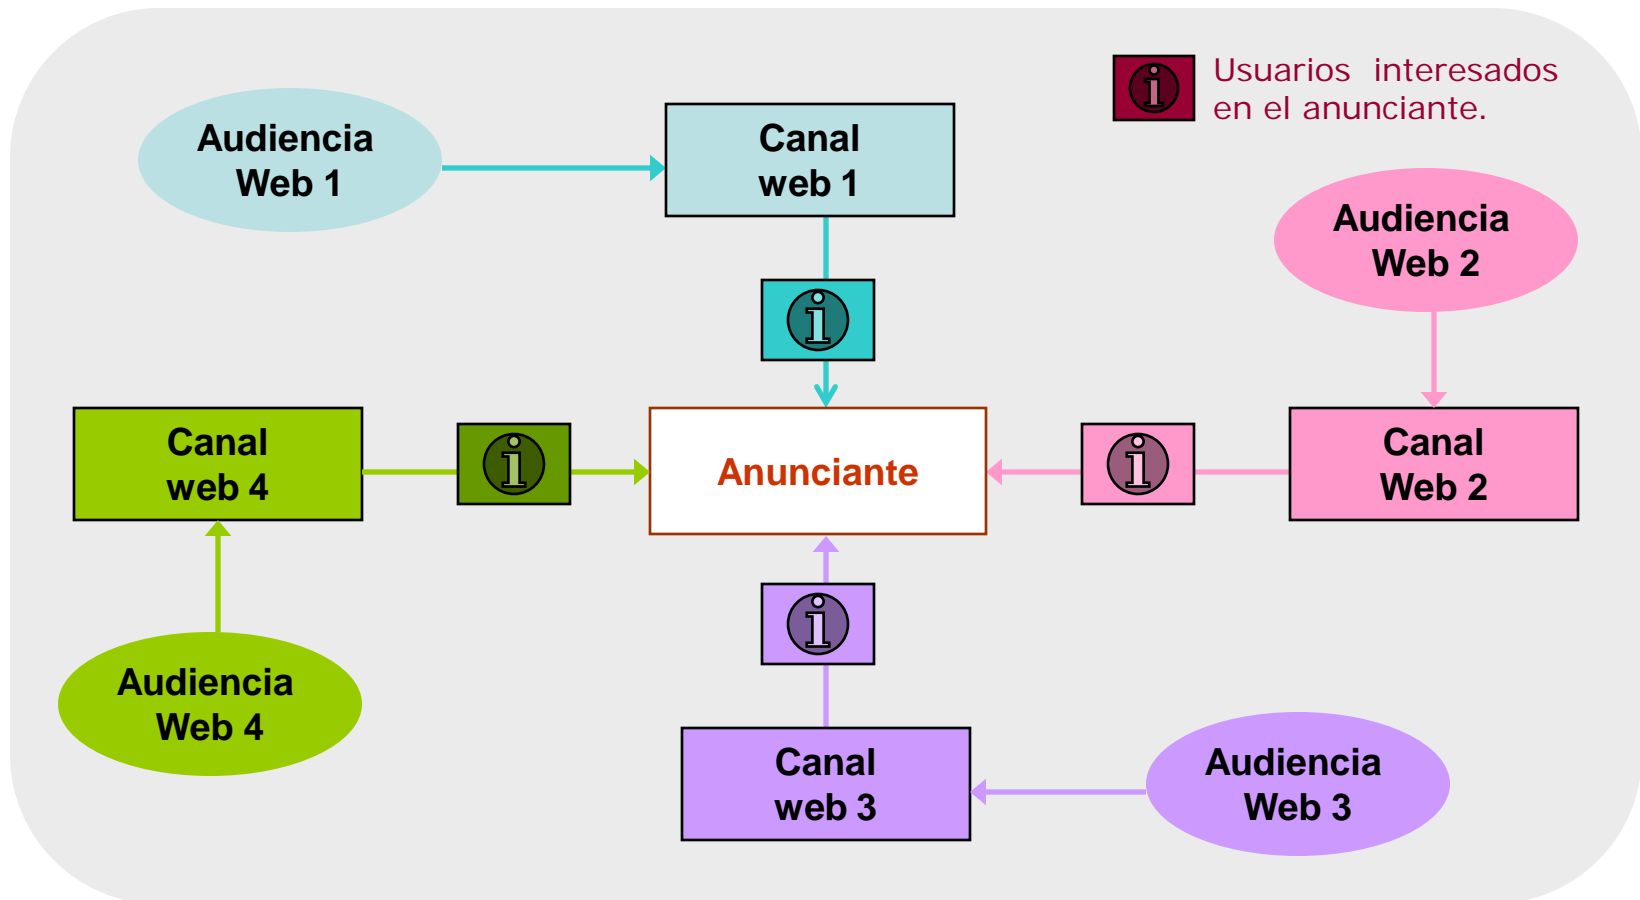 Usuarios interesados
en el anunciante.
Audiencia
Web 1
Canal
web 1
Audiencia
Web 2
Canal
web 4
Anunciante
Canal
Web 2
Audiencia
Web 4
Canal
web 3
Audiencia
Web 3